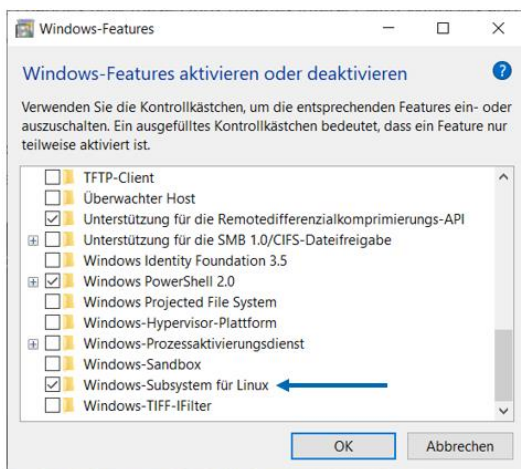 Windows-Features
Windows-Features aktivieren oder deaktivieren
Verwenden Sie die Kontrollkästchen, um die entsprechenden Features ein- oder
auszuschalten. Ein ausgefülltes Kontrollkästchen bedeutet, dass ein Feature nur
teilweise aktiviert ist.
TFTP-Client
Überwachter Host
Unterstützung für die Remotedifferenzialkomprimierungs-API
Unterstützung für die SMB 1.0/CIFS-Dateifreigabe
Windows Identity Foundation 3.5
Windows PowerShell 2.0
Windows Projected File System
Windows-Hypervisor-Plattform
Windows-Prozessaktivierungsdienst
Windows-Sandbox
Windows-Subsystem für Linux
Windows-TIFF-IFilter
OK Abbrechen